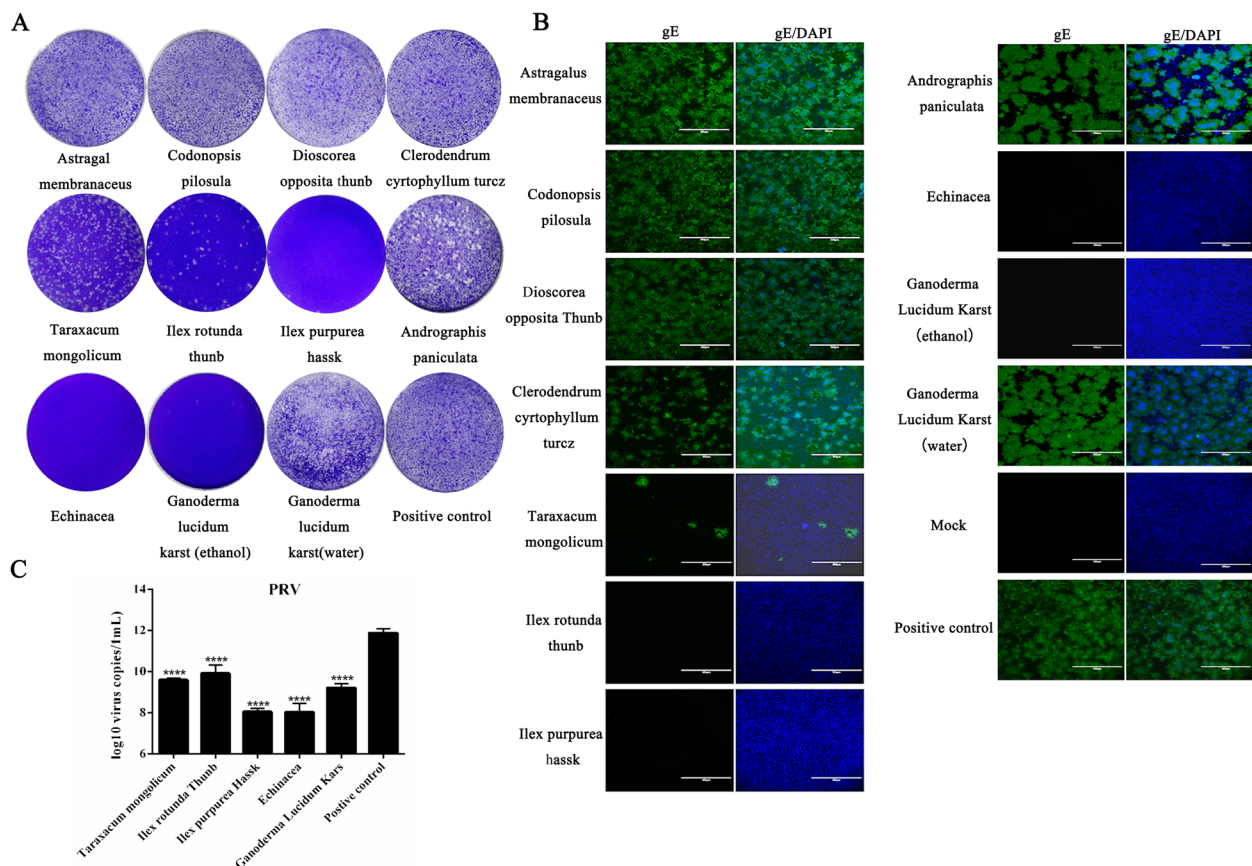 A
Astragal
membranaceus
Codonopsis
pilosula
Dioscorea
opposita thunb
Clerodendrum
cyrtophyllum turcz
Taraxacum
mongolicum
Ilex rotunda
thunb
Ilex purpurea
hassk
Andrographis
paniculata
Echinacea
Ganoderma
lucidum
karst (ethanol)
Ganoderma
lucidum
karst(water)
Positive control
B
gE
gE/DAPI
Astragalus
membranaceus
Codonopsis
pilosula
Dioscorea
opposita Thunb
Clerodendrum
cyrtophyllum
turcz
Taraxacum
mongolicum
Ilex rotunda
thunb
Ilex purpurea
hassk
gE
gE/DAPI
Andrographis
paniculata
Echinacea
Ganoderma
Lucidum Karst
(ethanol)
Ganoderma
Lucidum Karst
(water)
Mock
Positive control
C
PRV
log10 virus copies/1mL)
14
12
10
8
6
****
****
****
****
****
Taraxacum mongolicum
Ilex rotunda Thunb
Ilex purpurea Hassk
Echinacea
Ganoderma Lucidum Kars
Postive control